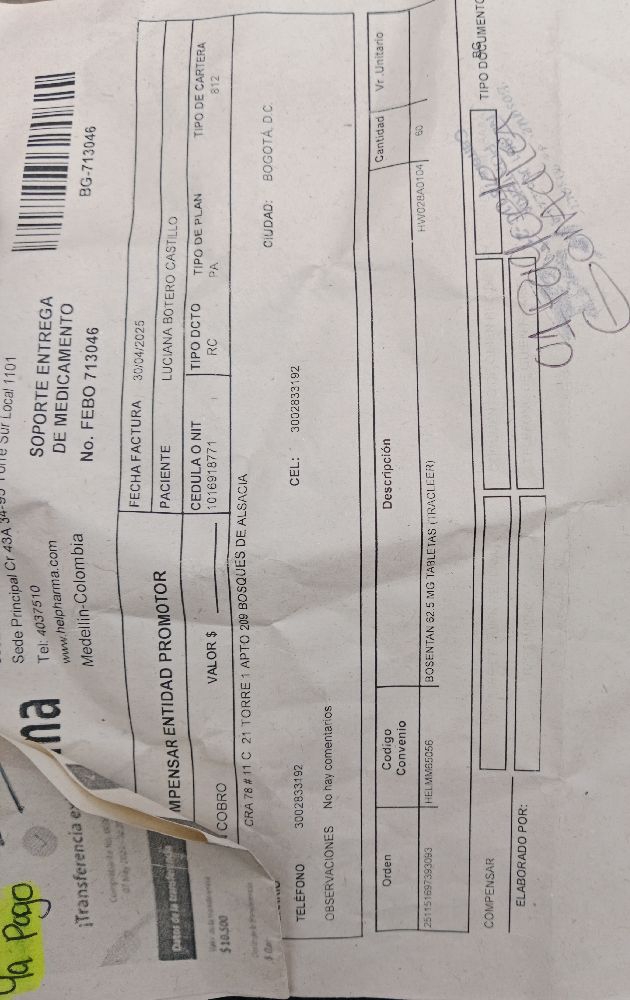 Sede Principal Cr 43A 34-95 Torre Sur Local 1101
Tel: 4037510
www.helpharma.com
Medellín-Colombia
SOPORTE ENTREGA
DE MEDICAMENTO
No. FEBO 713046
BG-713046
ma
Ya Pago
¡Transferencia ex
$10.500
MPENSAR ENTIDAD PROMOTOR
FECHA FACTURA 30/04/2025
PACIENTE LUCIANA BOTERO CASTILLO
COBRO VALOR $
CEDULA O NIT TIPO DCTO TIPO DE PLAN TIPO DE CARTERA
1016918771 RC PA 812
CRA 78 # 11 C 21 TORRE 1 APTO 209 BOSQUES DE ALSACIA
TELÉFONO 3002833192 CEL: 3002833192 CIUDAD: BOGOTÁ, D.C.
OBSERVACIONES No hay comentarios
Orden Codigo Convenio Descripción Cantidad Vr.Unitario
251151697393093 HELMM65056 BOSENTAN 62.5 MG TABLETAS (TRACLEER) HW028A0104 60
COMPENSAR BG
TIPO DOCUMENTO
ELABORADO POR: